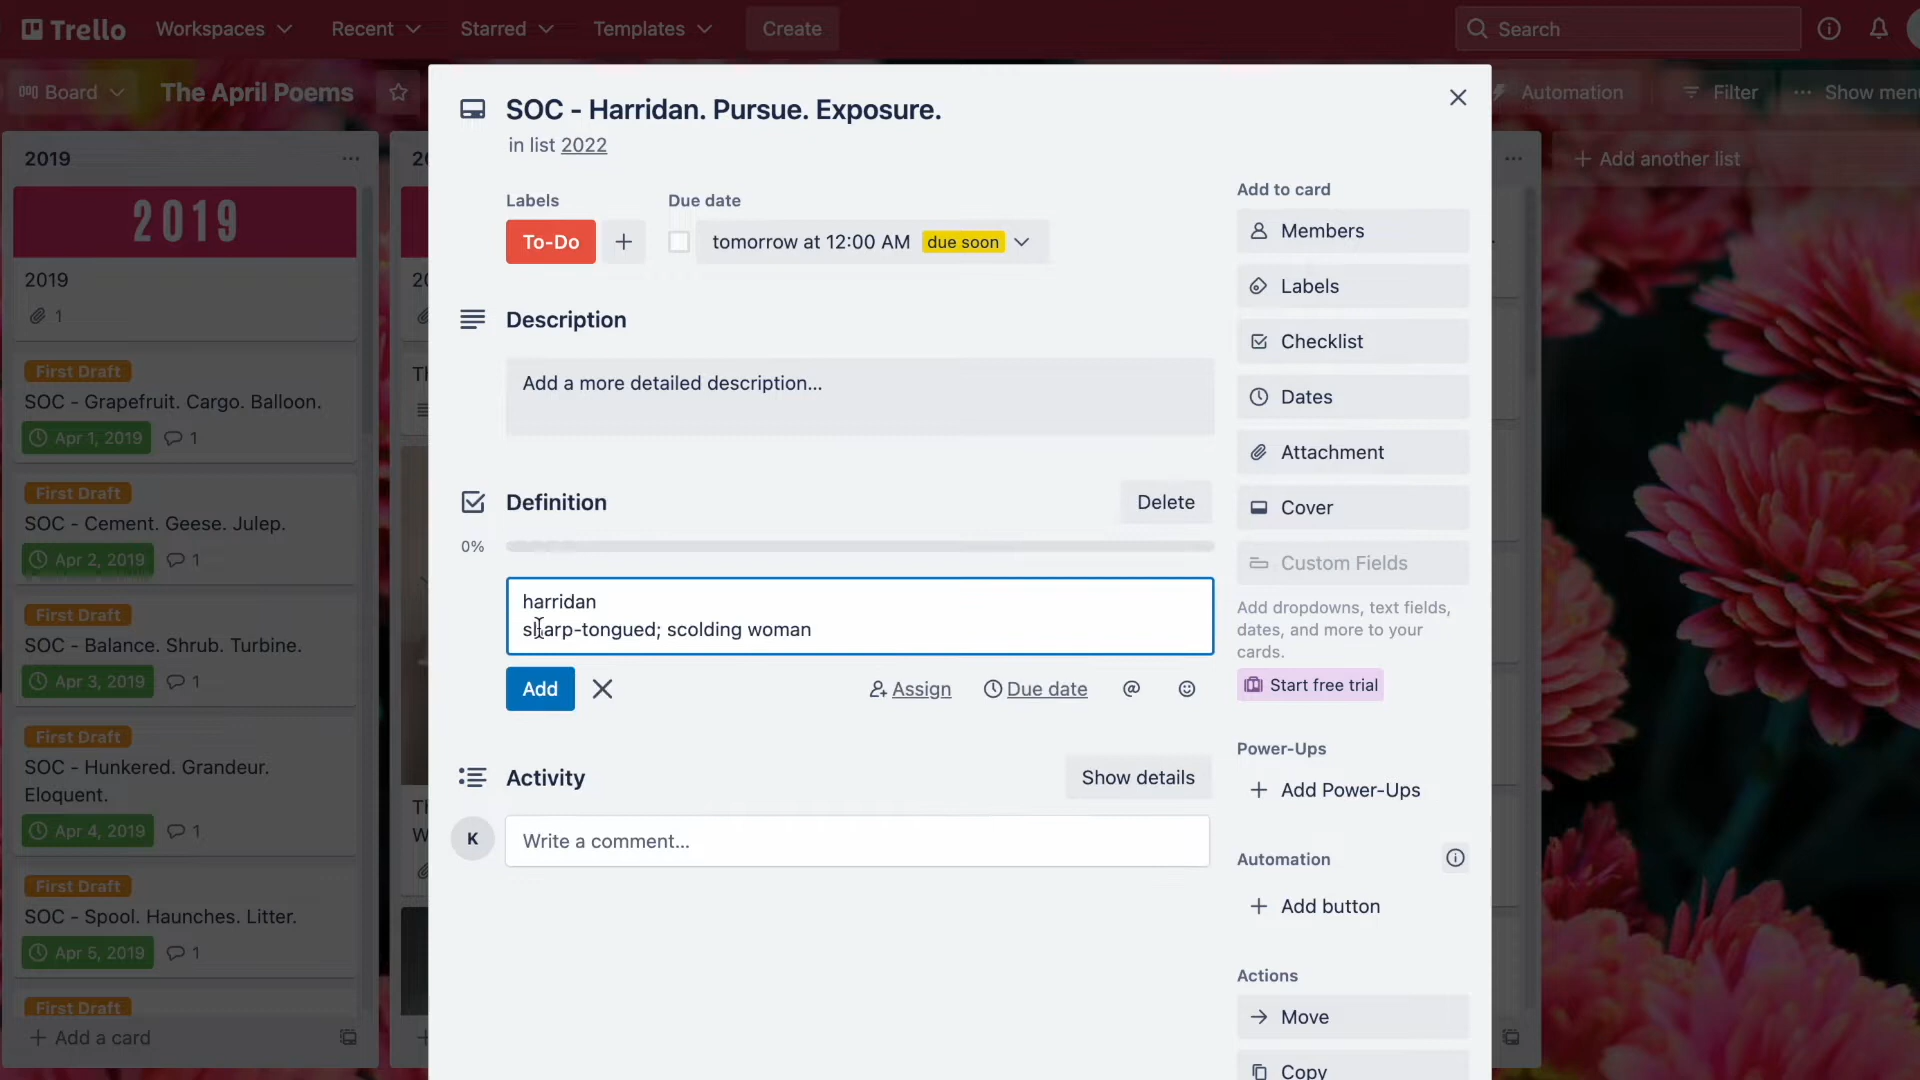 Trello
Workspaces
Recent
Starred
Templates
Create
Search
Board
The April Poems
Automation
Filter
Show menu
2019
2019
2019
1
First Draft
SOC - Grapefruit. Cargo. Balloon.
Apr 1, 2019
1
First Draft
SOC - Cement. Geese. Julep.
Apr 2, 2019
1
First Draft
SOC - Balance. Shrub. Turbine.
Apr 3, 2019
1
First Draft
SOC - Hunkered. Grandeur.
Eloquent.
Apr 4, 2019
1
First Draft
SOC - Spool. Haunches. Litter.
Apr 5, 2019
1
First Draft
+ Add a card
SOC - Harridan. Pursue. Exposure.
in list 2022
Labels
To-Do
+
Due date
tomorrow at 12:00 AM
due soon
Description
Add a more detailed description...
Definition
Delete
0%
harridan
sharp-tongued; scolding woman
Add
Assign
Due date
@
Activity
Show details
K
Write a comment...
Add to card
Members
Labels
Checklist
Dates
Attachment
Cover
Custom Fields
Add dropdowns, text fields,
dates, and more to your
cards.
Start free trial
Power-Ups
+ Add Power-Ups
Automation
+ Add button
Actions
Move
Copy
+ Add another list